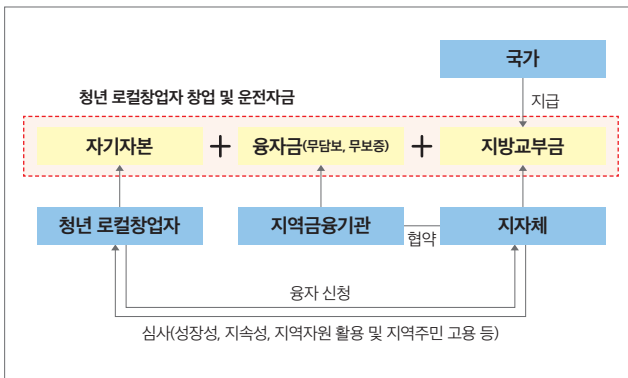 국가
청년 로컬창업자 창업 및 운전자금
지급
자기자본 + 융자금(무담보, 무보증) + 지방교부금
청년 로컬창업자
지역금융기관
협약
지자체
융자 신청
심사(성장성, 지속성, 지역자원 활용 및 지역주민 고용 등)